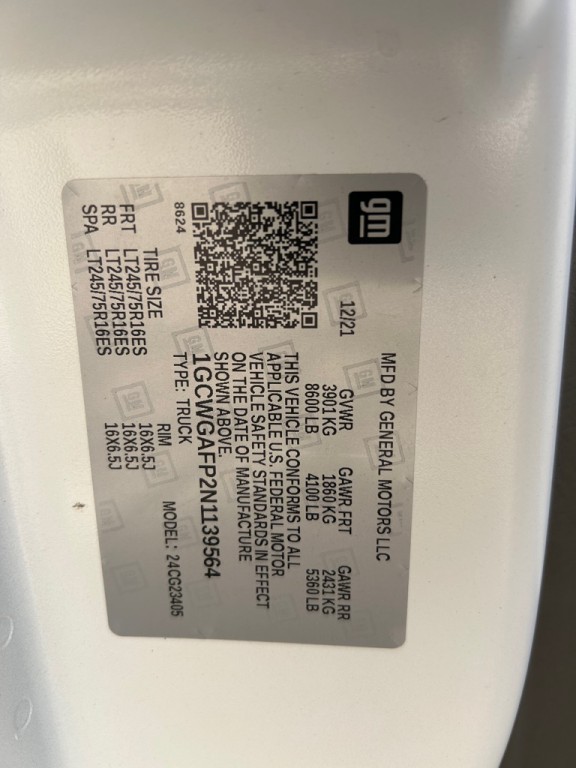 gm
MFD BY GENERAL MOTORS LLC
12/21 GVWR GAWR FRT GAWR RR
3901 KG 1860 KG 2431 KG
8600 LB 4100 LB 5360 LB
THIS VEHICLE CONFORMS TO ALL
APPLICABLE U.S. FEDERAL MOTOR
VEHICLE SAFETY STANDARDS IN EFFECT
ON THE DATE OF MANUFACTURE
SHOWN ABOVE.
1GCWGAFP2N1139564
8624 TYPE: TRUCK MODEL: 24CG23405
TIRE SIZE RIM
FRT LT245/75R16ES 16X6.5J
RR LT245/75R16ES 16X6.5J
SPA LT245/75R16ES 16X6.5J